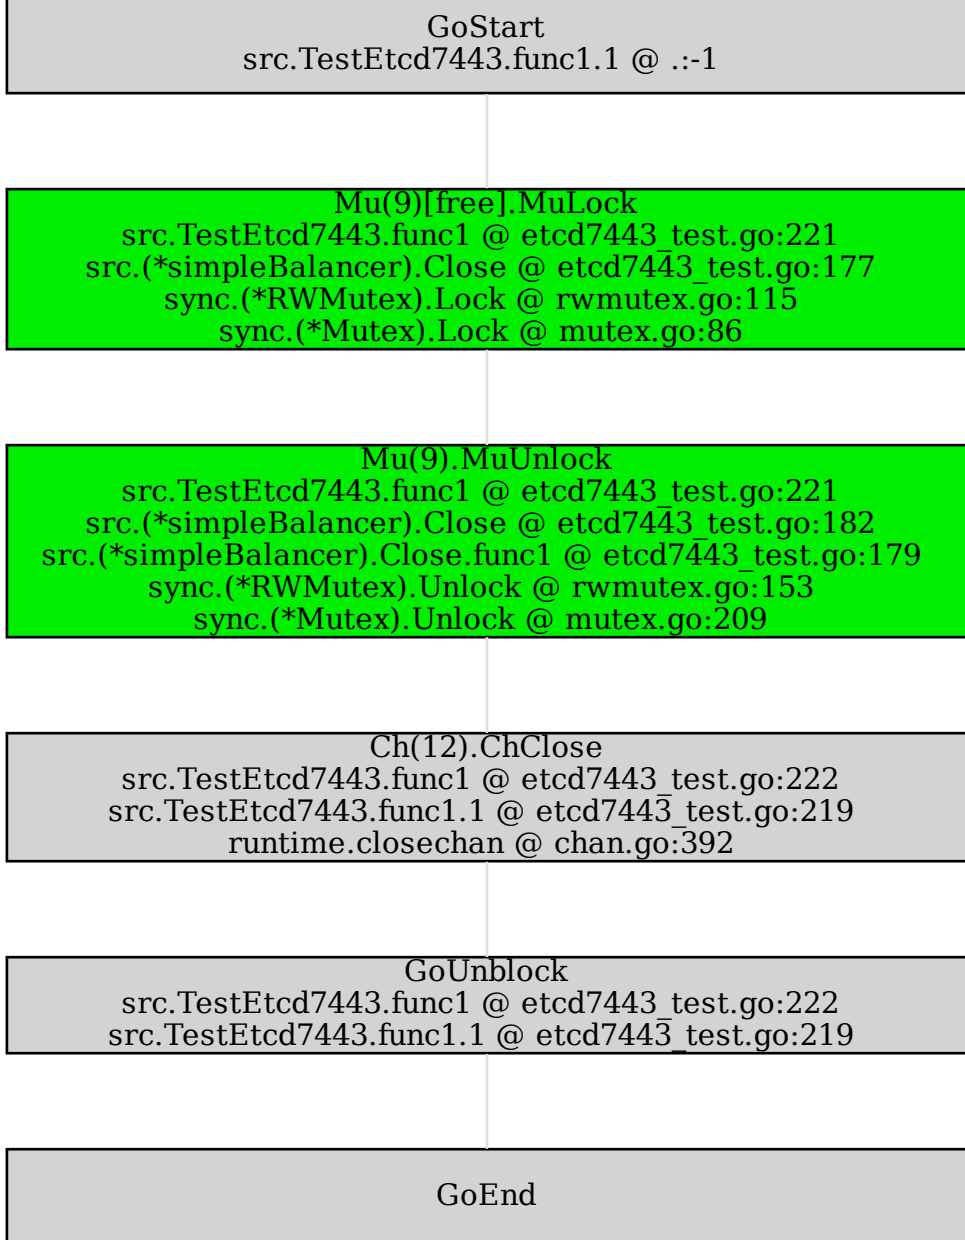 GoStart
src.TestEtcd7443.func1.1 @ .:-1
Mu(9)[free].MuLock
src.TestEtcd7443.func1 @ etcd7443_test.go:221
src.(*simpleBalancer).Close @ etcd7443_test.go:177
sync.(*RWMutex).Lock @ rwmutex.go:115
sync.(*Mutex).Lock @ mutex.go:86
Mu(9).MuUnlock
src.TestEtcd7443.func1 @ etcd7443_test.go:221
src.(*simpleBalancer).Close @ etcd7443_test.go:182
src.(*simpleBalancer).Close.func1 @ etcd7443_test.go:179
sync.(*RWMutex).Unlock @ rwmutex.go:153
sync.(*Mutex).Unlock @ mutex.go:209
Ch(12).ChClose
src.TestEtcd7443.func1 @ etcd7443_test.go:222
src.TestEtcd7443.func1.1 @ etcd7443_test.go:219
runtime.closechan @ chan.go:392
GoUnblock
src.TestEtcd7443.func1 @ etcd7443_test.go:222
src.TestEtcd7443.func1.1 @ etcd7443_test.go:219
GoEnd